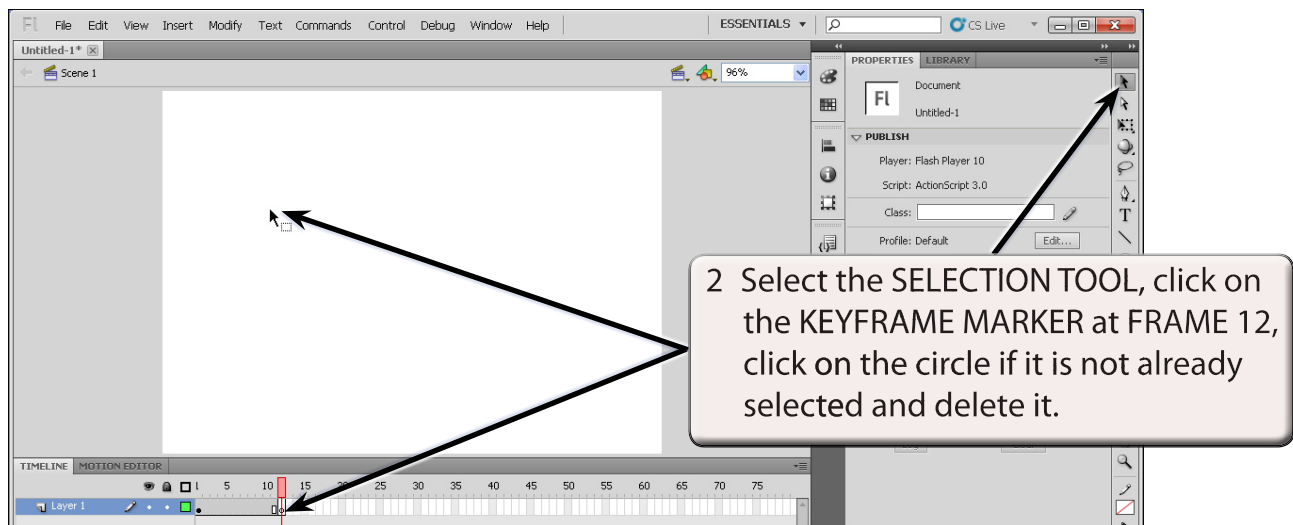 Fl File Edit View Insert Modify Text Commands Control Debug Window Help ESSENTIALS CS Live
Untitled-1*
Scene 1 96%
PROPERTIES LIBRARY
Fl Document
Untitled-1
PUBLISH
Player: Flash Player 10
Script: ActionScript 3.0
Class:
Profile: Default Edit...
T
2 Select the SELECTION TOOL, click on
the KEYFRAME MARKER at FRAME 12,
click on the circle if it is not already
selected and delete it.
TIMELINE MOTION EDITOR
1 5 10 15 20 25 30 35 40 45 50 55 60 65 70 75
Layer 1